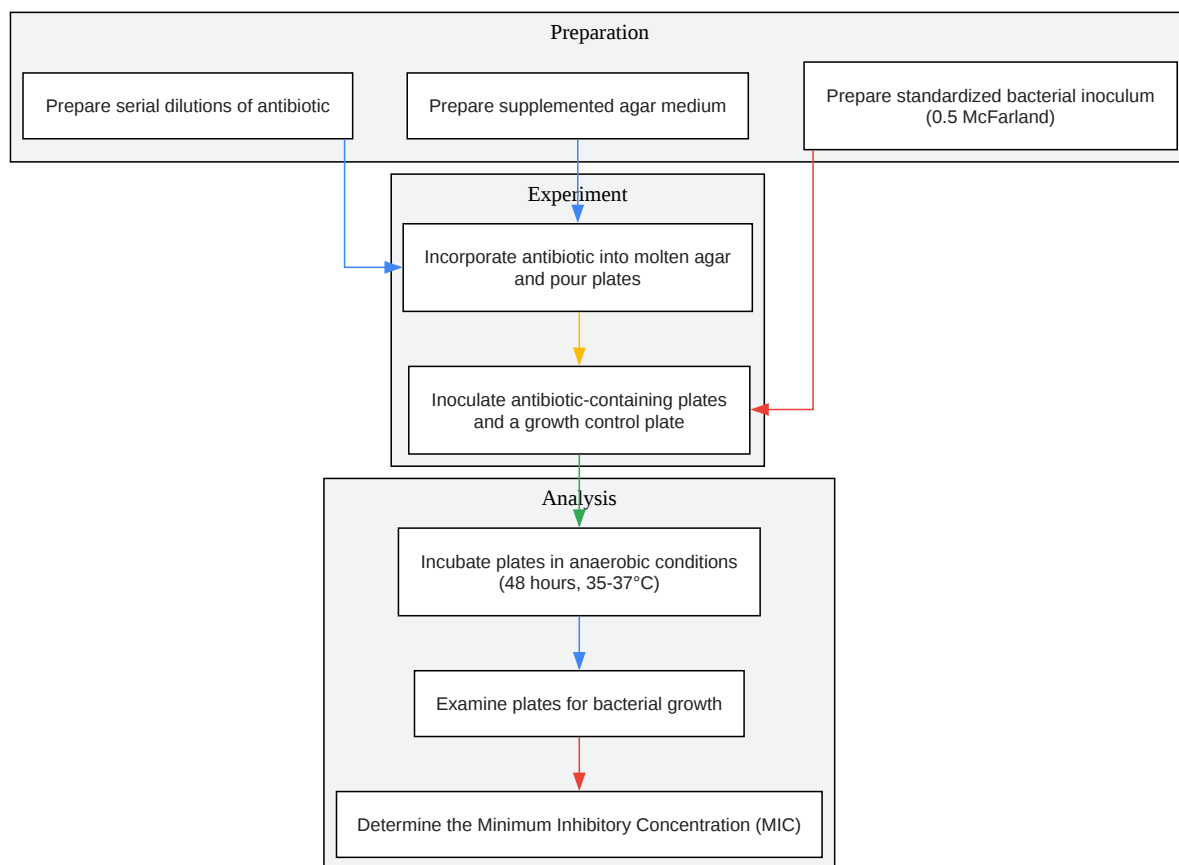 Preparation
Prepare serial dilutions of antibiotic
Prepare supplemented agar medium
Prepare standardized bacterial inoculum
(0.5 McFarland)
Experiment
Incorporate antibiotic into molten agar
and pour plates
Inoculate antibiotic-containing plates
and a growth control plate
Analysis
Incubate plates in anaerobic conditions
(48 hours, 35-37°C)
Examine plates for bacterial growth
Determine the Minimum Inhibitory Concentration (MIC)